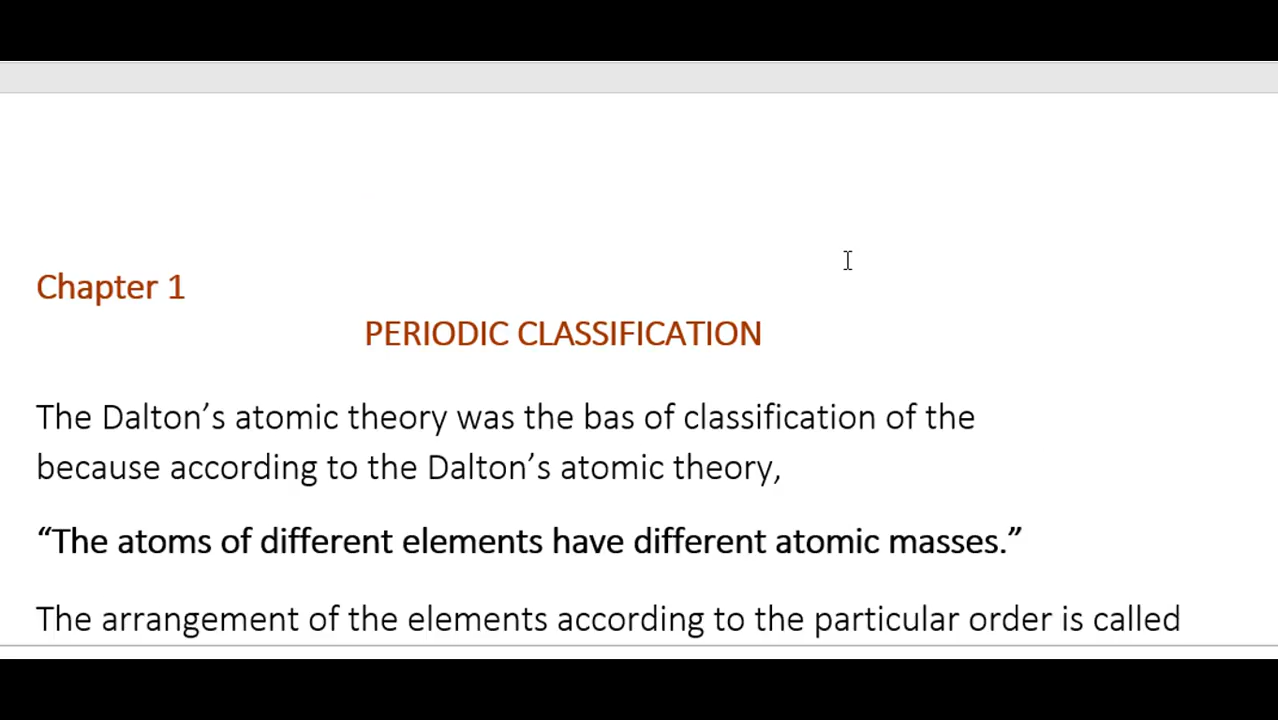 Chapter 1
PERIODIC CLASSIFICATION
The Dalton’s atomic theory was the bas of classification of the
because according to the Dalton’s atomic theory,
“The atoms of different elements have different atomic masses.”
The arrangement of the elements according to the particular order is called